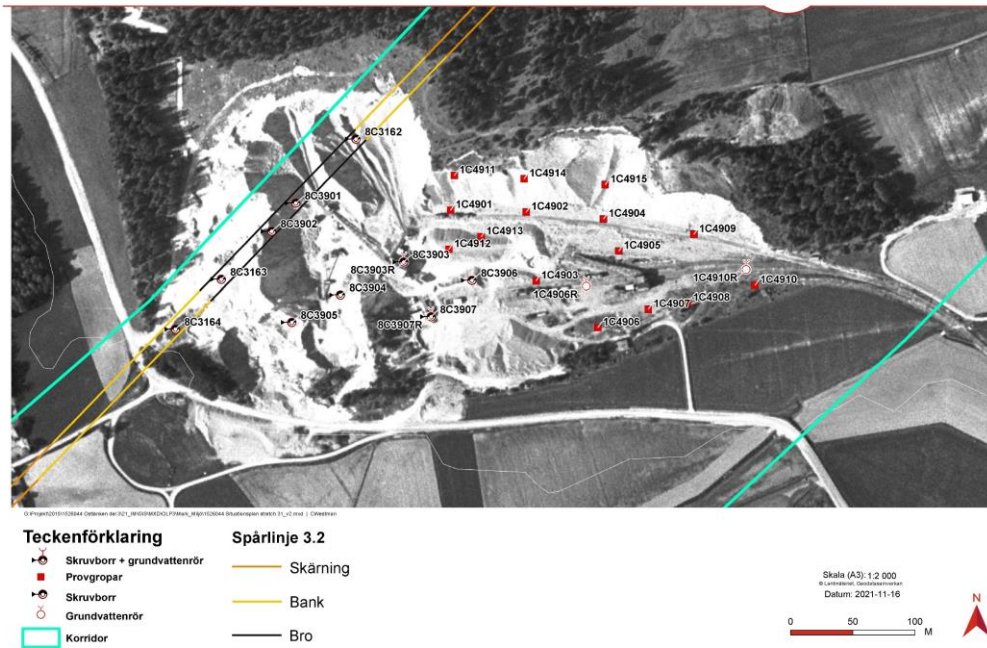 8C3162
1C4911
1C4914
1C4915
8C3901
1C4901
1C4902
1C4904
8C3902
1C4913
1C4909
1C4912
1C4905
8C3903
8C3903R
8C3163
8C3906
1C4903
1C4910R
1C4910
8C3904
1C4906R
1C4908
1C4907
8C3907
8C3907R
8C3905
8C3164
1C4906
Teckenförklaring
Skruvborr + grundvattenrör
Provgropar
Skruvborr
Grundvattenrör
Korridor
Spårlinje 3.2
Skärning
Bank
Bro
Skala (A3): 1:2 000
© Lantmäteriet, Geodatasamverkan
Datum: 2021-11-16
0 50 100
M
N